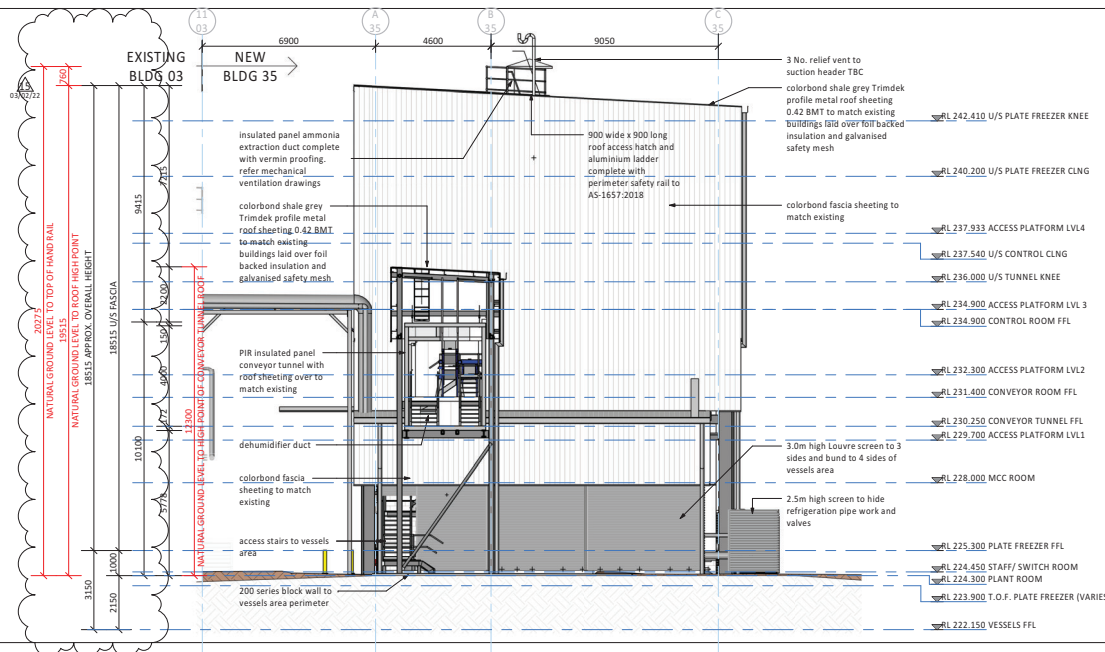 11
03
A
35
B
35
C
35
6900
4600
9050
EXISTING
BLDG 03
NEW
BLDG 35
15
03/02/22
760
20275
NATURAL GROUND LEVEL TO TOP OF HAND RAIL
19515
NATURAL GROUND LEVEL TO ROOF HIGH POINT
18515 APPROX. OVERALL HEIGHT
18515 U/S FASCIA
9415
7215
2200
150
4000
172
10100
5778
12300
NATURAL GROUND LEVEL TO HIGH POINT OF CONVEYOR TUNNEL ROOF
1000
3150
2150
insulated panel ammonia
extraction duct complete
with vermin proofing.
refer mechanical
ventilation drawings
colorbond shale grey
Trimdek profile metal
roof sheeting 0.42 BMT
to match existing
buildings laid over foil
backed insulation and
galvanised safety mesh
PIR insulated panel
conveyor tunnel with
roof sheeting over to
match existing
dehumidifier duct
colorbond fascia
sheeting to match
existing
access stairs to vessels
area
200 series block wall to
vessels area perimeter
900 wide x 900 long
roof access hatch and
aluminium ladder
complete with
perimeter safety rail to
AS-1657:2018
3 No. relief vent to
suction header TBC
colorbond shale grey Trimdek
profile metal roof sheeting
0.42 BMT to match existing
buildings laid over foil backed
insulation and galvanised
safety mesh
colorbond fascia sheeting to
match existing
3.0m high Louvre screen to 3
sides and bund to 4 sides of
vessels area
2.5m high screen to hide
refrigeration pipe work and
valves
RL 242.410 U/S PLATE FREEZER KNEE
RL 240.200 U/S PLATE FREEZER CLNG
RL 237.933 ACCESS PLATFORM LVL4
RL 237.540 U/S CONTROL CLNG
RL 236.000 U/S TUNNEL KNEE
RL 234.900 ACCESS PLATFORM LVL 3
RL 234.900 CONTROL ROOM FFL
RL 232.300 ACCESS PLATFORM LVL2
RL 231.400 CONVEYOR ROOM FFL
RL 230.250 CONVEYOR TUNNEL FFL
RL 229.700 ACCESS PLATFORM LVL1
RL 228.000 MCC ROOM
RL 225.300 PLATE FREEZER FFL
RL 224.450 STAFF/ SWITCH ROOM
RL 224.300 PLANT ROOM
RL 223.900 T.O.F. PLATE FREEZER (VARIES
RL 222.150 VESSELS FFL